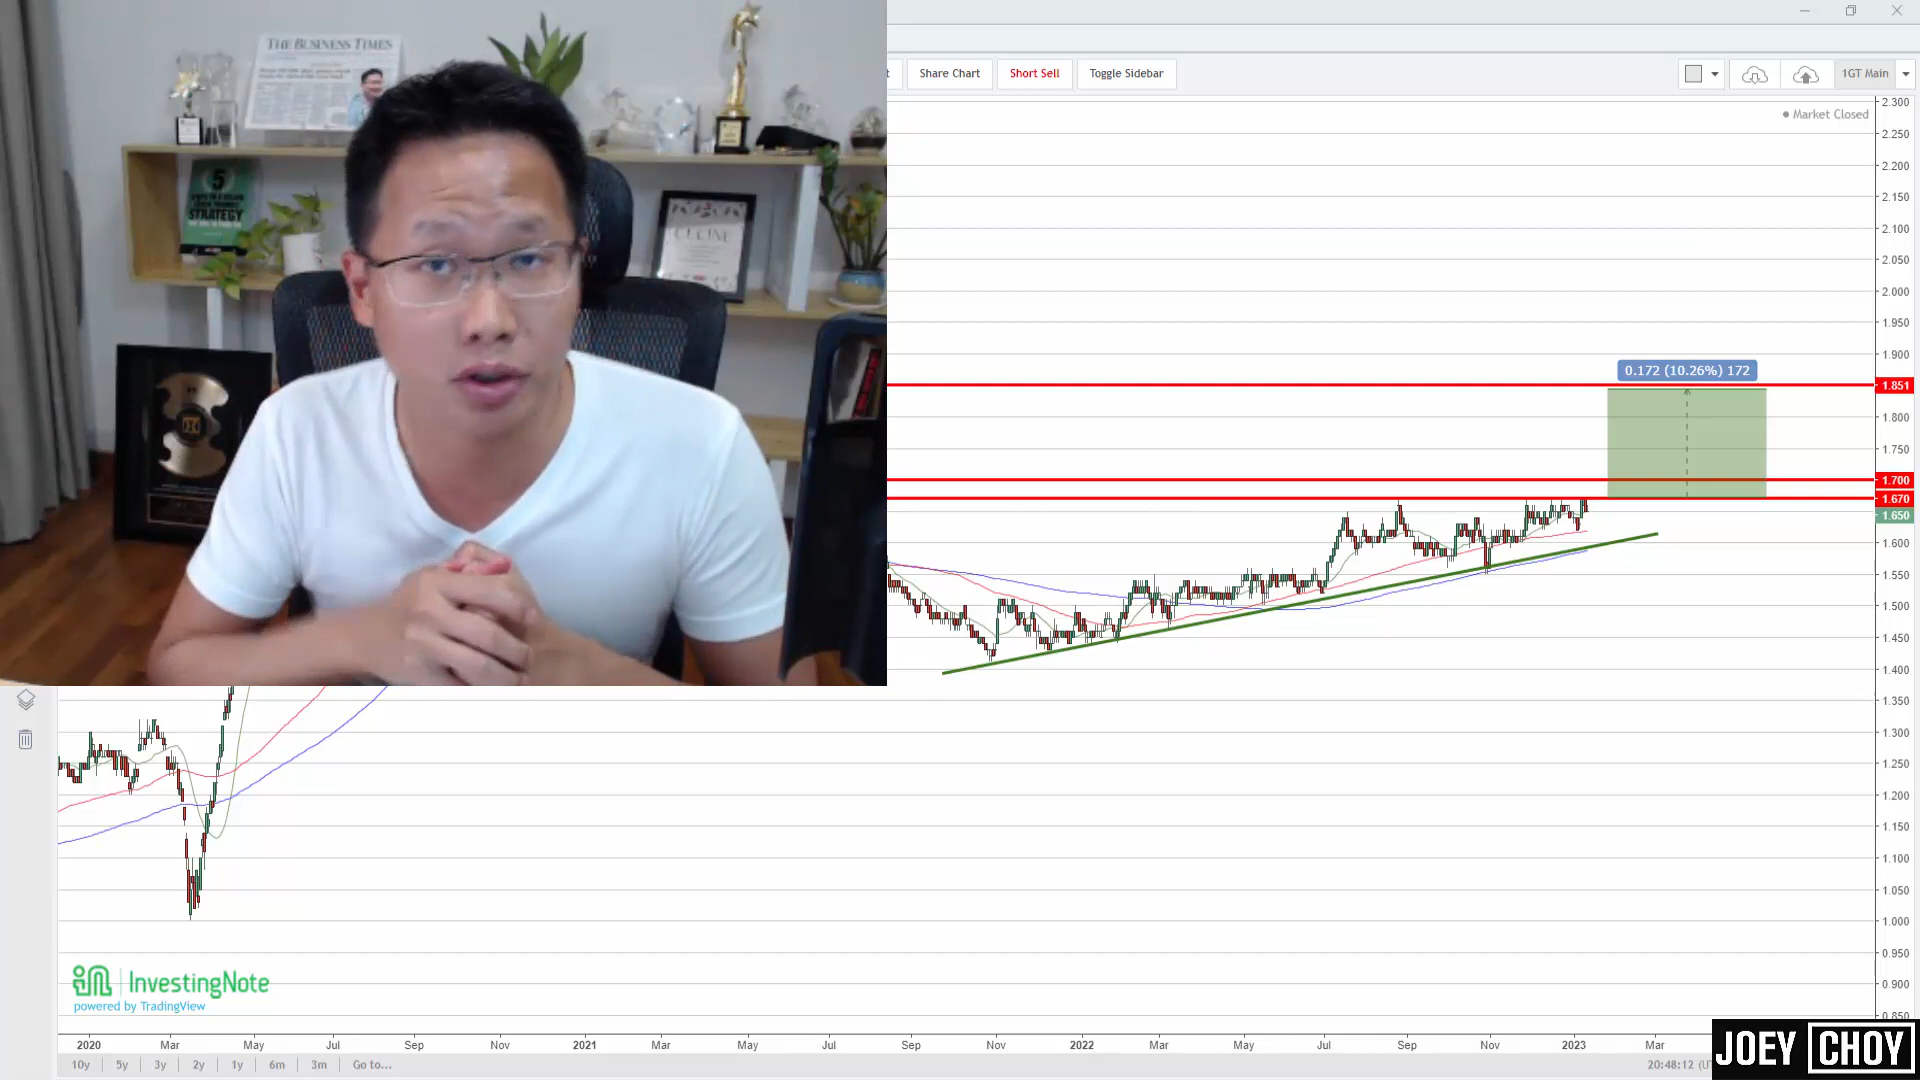 THE BUSINESS TIMES
5
STRATEGY
t
Share Chart
Short Sell
Toggle Sidebar
1GT Main
Market Closed
2.300
2.250
2.200
2.150
2.100
2.050
2.000
1.950
1.900
0.172 (10.26%) 172
1.851
1.800
1.750
1.700
1.670
1.650
1.600
1.550
1.500
1.450
1.400
1.350
1.300
1.250
1.200
1.150
1.100
1.050
1.000
0.950
0.900
0.850
InvestingNote
powered by TradingView
2020 Mar May Jul Sep Nov 2021 Mar May Jul Sep Nov 2022 Mar May Jul Sep Nov 2023 Mar
10y 5y 3y 2y 1y 6m 3m Go to...
20:48:12 (U
JOEY CHOY